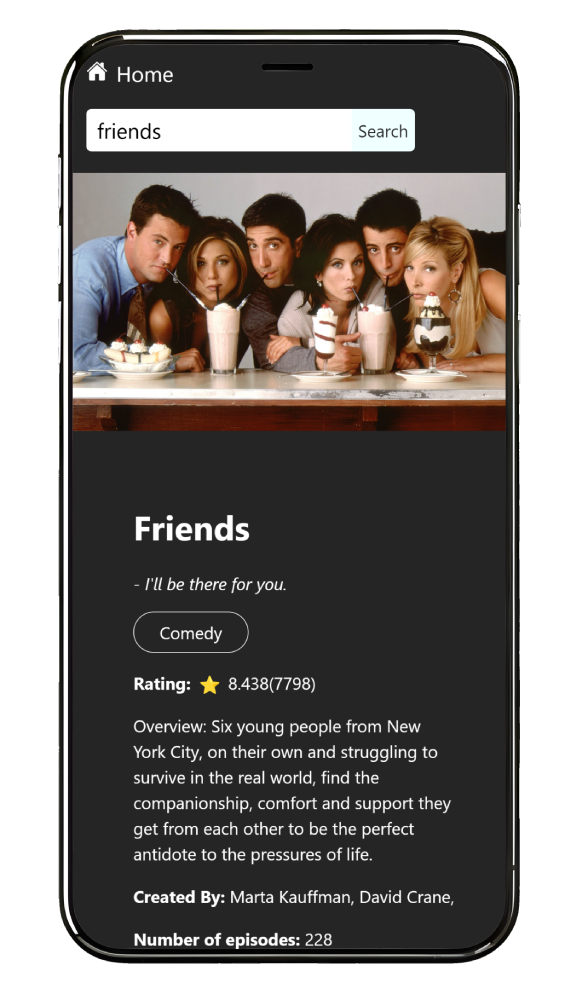 Home
friends
Search
Friends
- I'll be there for you.
Comedy
Rating: ⭐ 8.438(7798)
Overview: Six young people from New
York City, on their own and struggling to
survive in the real world, find the
companionship, comfort and support they
get from each other to be the perfect
antidote to the pressures of life.
Created By: Marta Kauffman, David Crane,
Number of episodes: 228